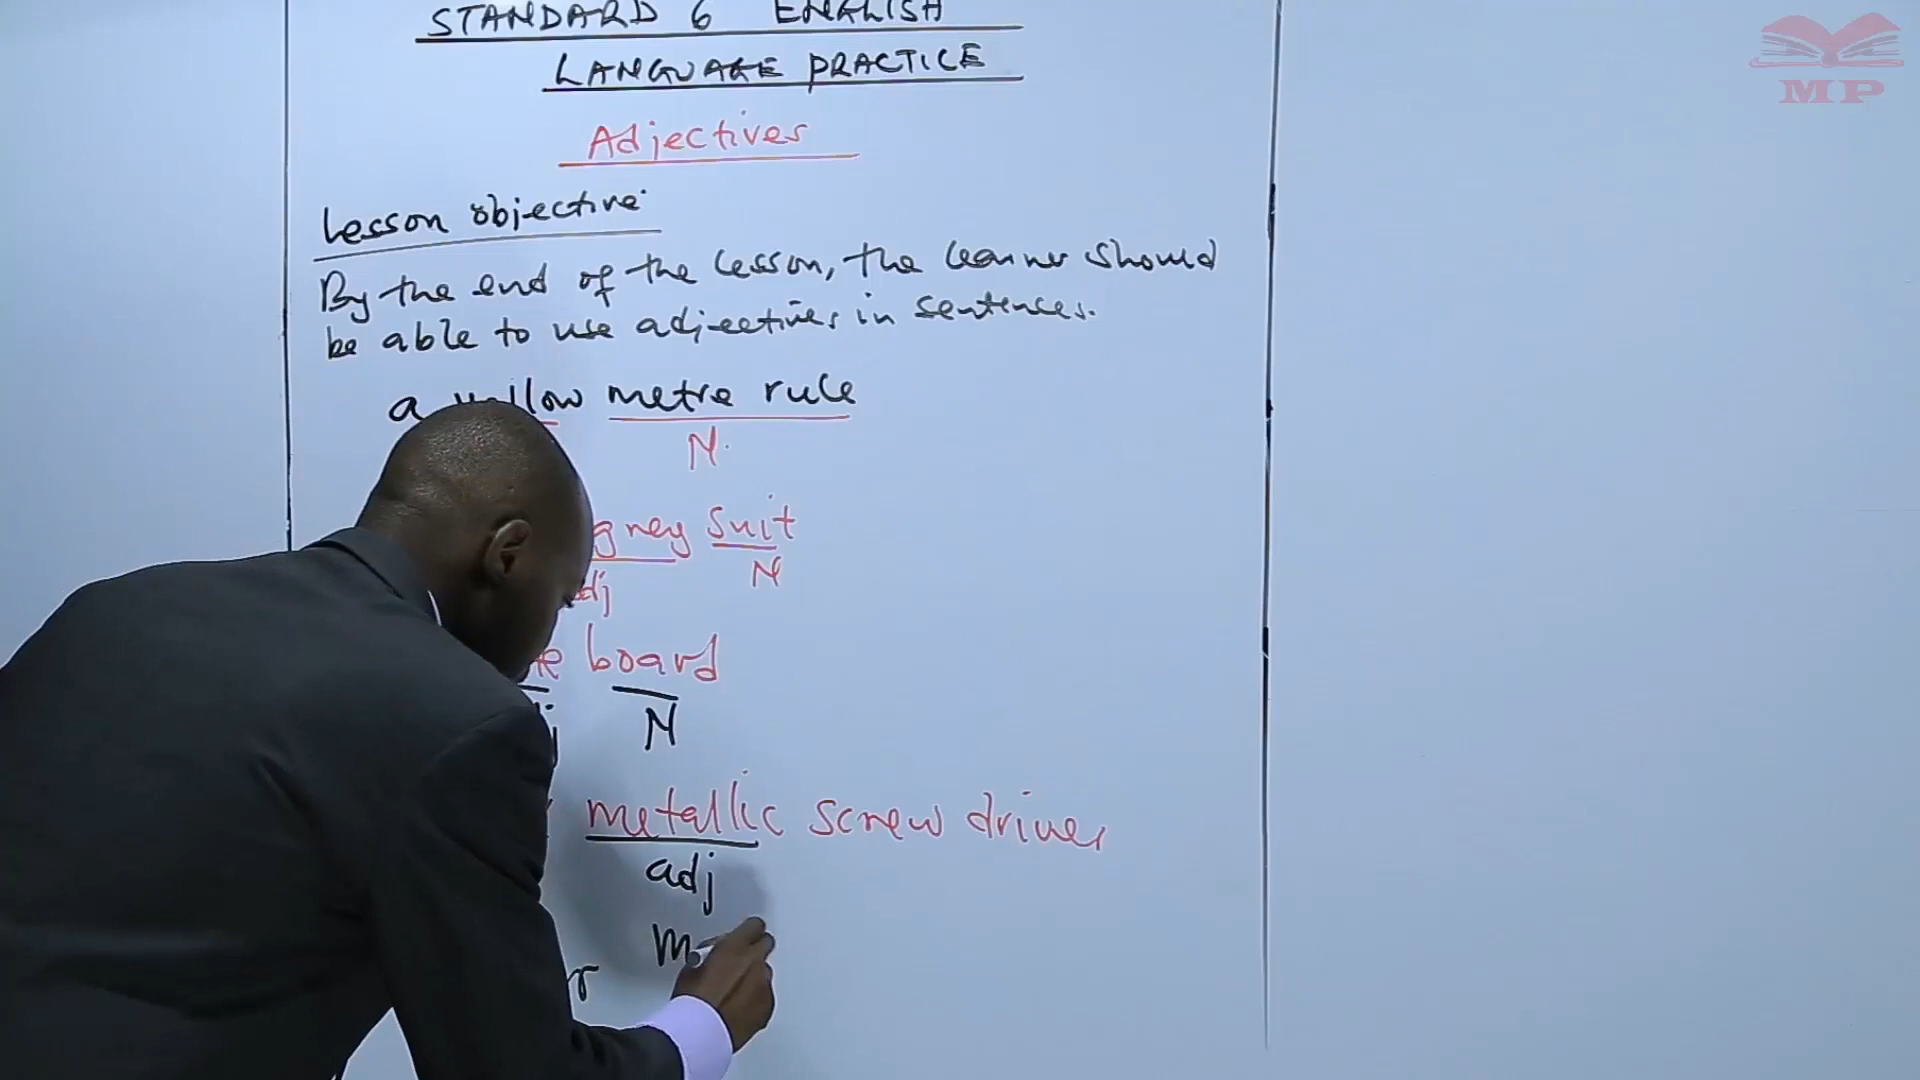 STANDARD 6 ENGLISH
LANGUAGE PRACTICE
Adjectives
Lesson objective
By the end of the lesson, the learner should
be able to use adjectives in sentences.
a metre rule
N.
grey suit
N
board
N
metallic screw driver
adj
MP